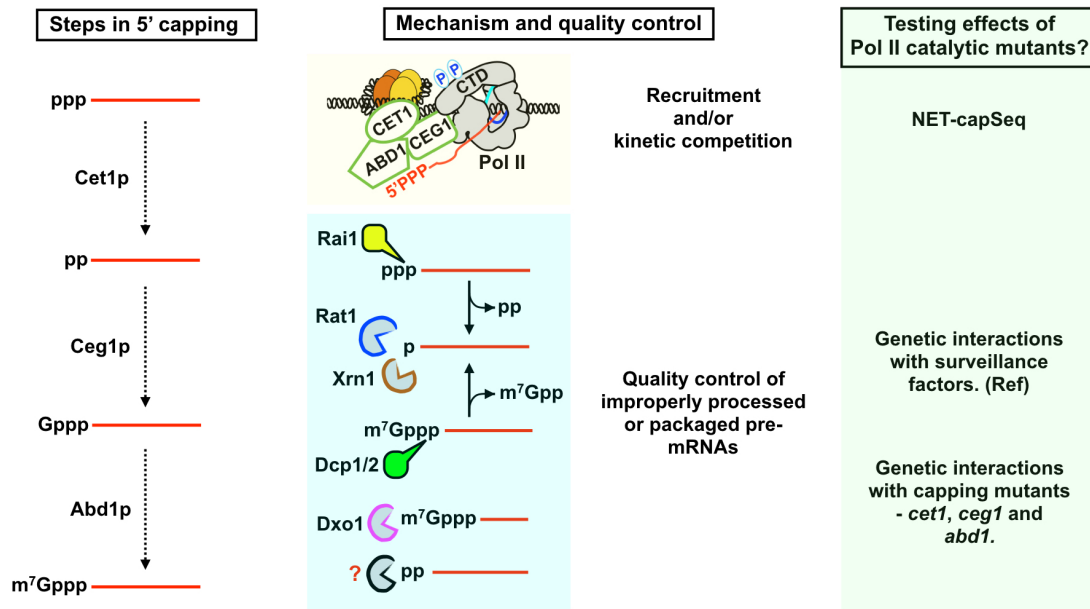 Steps in 5' capping
ppp
Cet1p
pp
Ceg1p
Gppp
Abd1p
m⁷Gppp
Mechanism and quality control
P
P
CTD
CET1
CEG1
ABD1
Pol II
5'PPP
Recruitment
and/or
kinetic competition
Rai1
ppp
pp
Rat1
p
Xrn1
m⁷Gpp
m⁷Gppp
Dcp1/2
Dxo1
m⁷Gppp
?
pp
Quality control of
improperly processed
or packaged pre-
mRNAs
Testing effects of
Pol II catalytic mutants?
NET-capSeq
Genetic interactions
with surveillance
factors. (Ref)
Genetic interactions
with capping mutants
- cet1, ceg1 and
abd1.